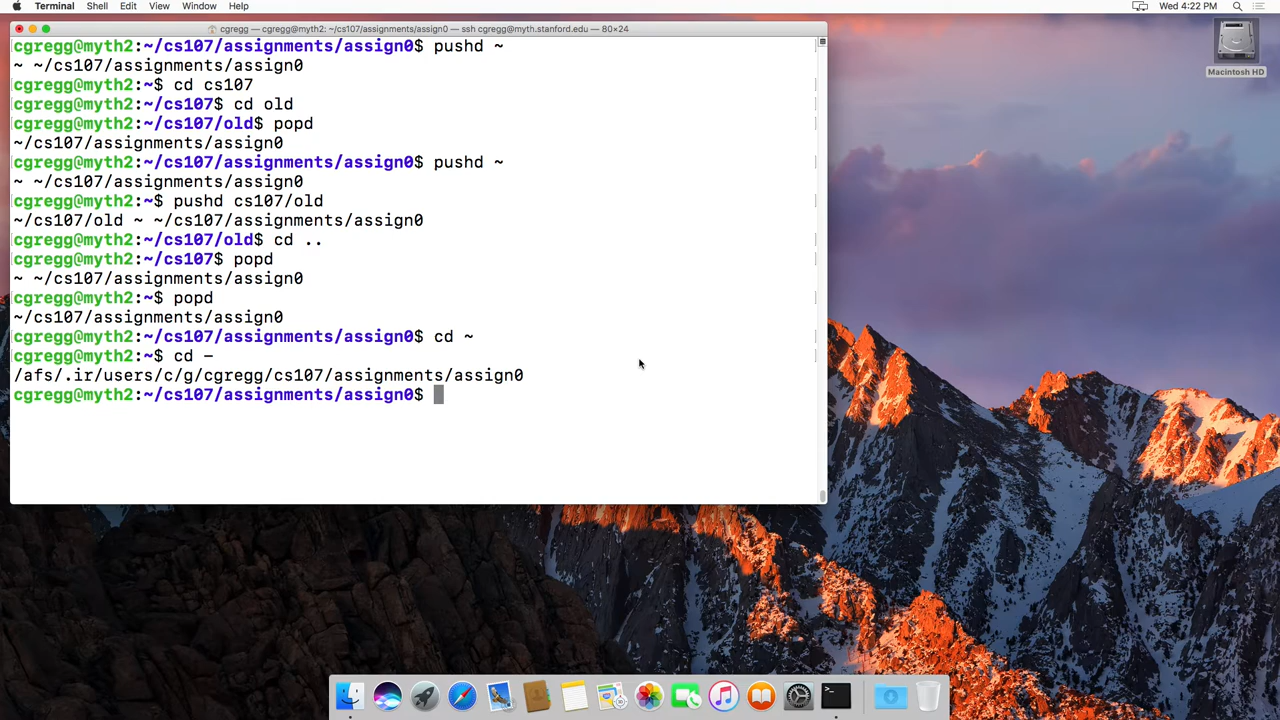 Terminal Shell Edit View Window Help Wed 4:22 PM
cgregg — cgregg@myth2: ~/cs107/assignments/assign0 — ssh cgregg@myth.stanford.edu — 80×24
cgregg@myth2:~/cs107/assignments/assign0$ pushd ~
~ ~/cs107/assignments/assign0
cgregg@myth2:~$ cd cs107
cgregg@myth2:~/cs107$ cd old
cgregg@myth2:~/cs107/old$ popd
~/cs107/assignments/assign0
cgregg@myth2:~/cs107/assignments/assign0$ pushd ~
~ ~/cs107/assignments/assign0
cgregg@myth2:~$ pushd cs107/old
~/cs107/old ~ ~/cs107/assignments/assign0
cgregg@myth2:~/cs107/old$ cd ..
cgregg@myth2:~/cs107$ popd
~ ~/cs107/assignments/assign0
cgregg@myth2:~$ popd
~/cs107/assignments/assign0
cgregg@myth2:~/cs107/assignments/assign0$ cd ~
cgregg@myth2:~$ cd -
/afs/.ir/users/c/g/cgregg/cs107/assignments/assign0
cgregg@myth2:~/cs107/assignments/assign0$
Macintosh HD